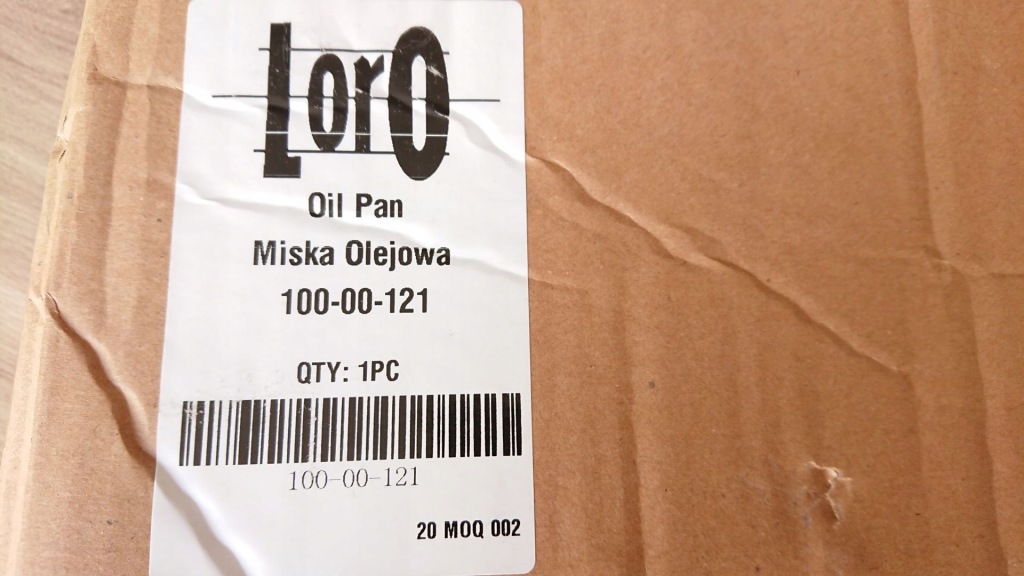 LorO
Oil Pan
Miska Olejowa
100-00-121
QTY: 1PC
100-00-121
20 MOQ 002